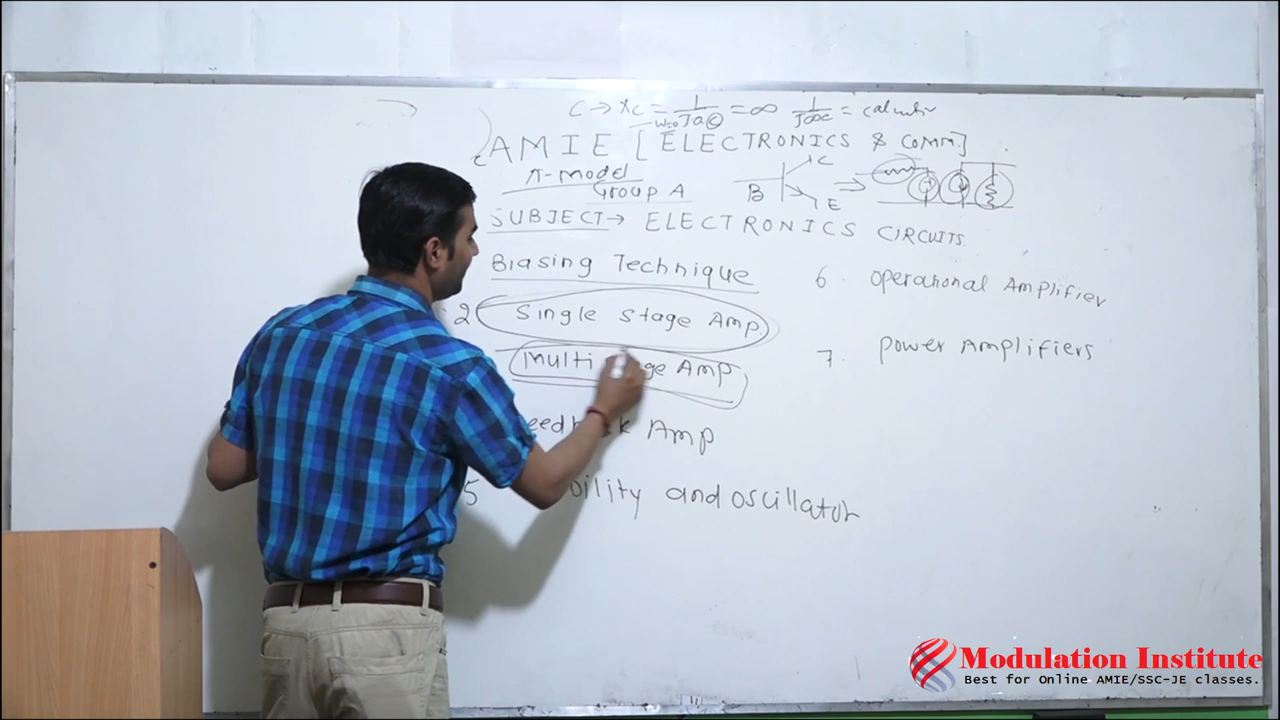 C → Xc = 1/jωC = ∞ 1/jωc =
ω=0
AMIE [ELECTRONICS & COMM.]
π-model
Group A
B C E
SUBJECT → ELECTRONICS CIRCUITS.
Biasing Technique
2 Single Stage Amp.
Multi Amp
Amp
5 and oscillator
6. Operational Amplifier
7. Power Amplifiers
Modulation Institute
Best for Online AMIE/SSC-JE classes.